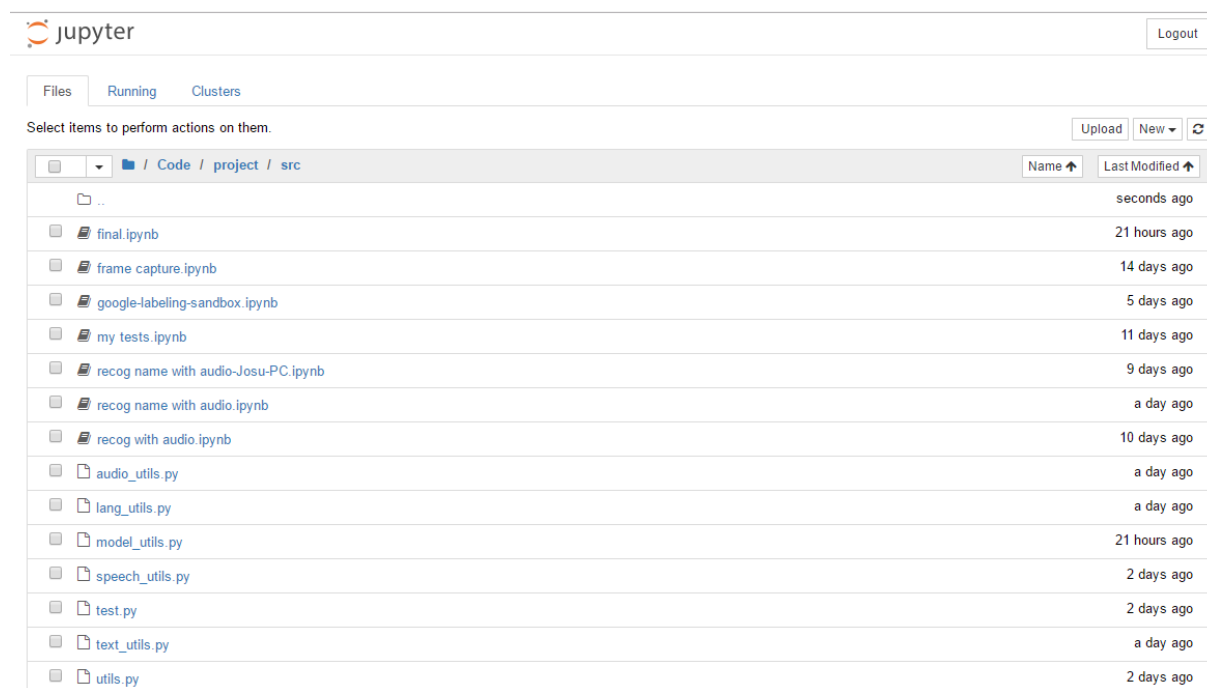 jupyter Logout
Files Running Clusters
Select items to perform actions on them. Upload New
/ Code / project / src Name Last Modified
.. seconds ago
final.ipynb 21 hours ago
frame capture.ipynb 14 days ago
google-labeling-sandbox.ipynb 5 days ago
my tests.ipynb 11 days ago
recog name with audio-Josu-PC.ipynb 9 days ago
recog name with audio.ipynb a day ago
recog with audio.ipynb 10 days ago
audio_utils.py a day ago
lang_utils.py a day ago
model_utils.py 21 hours ago
speech_utils.py 2 days ago
test.py 2 days ago
text_utils.py a day ago
utils.py 2 days ago